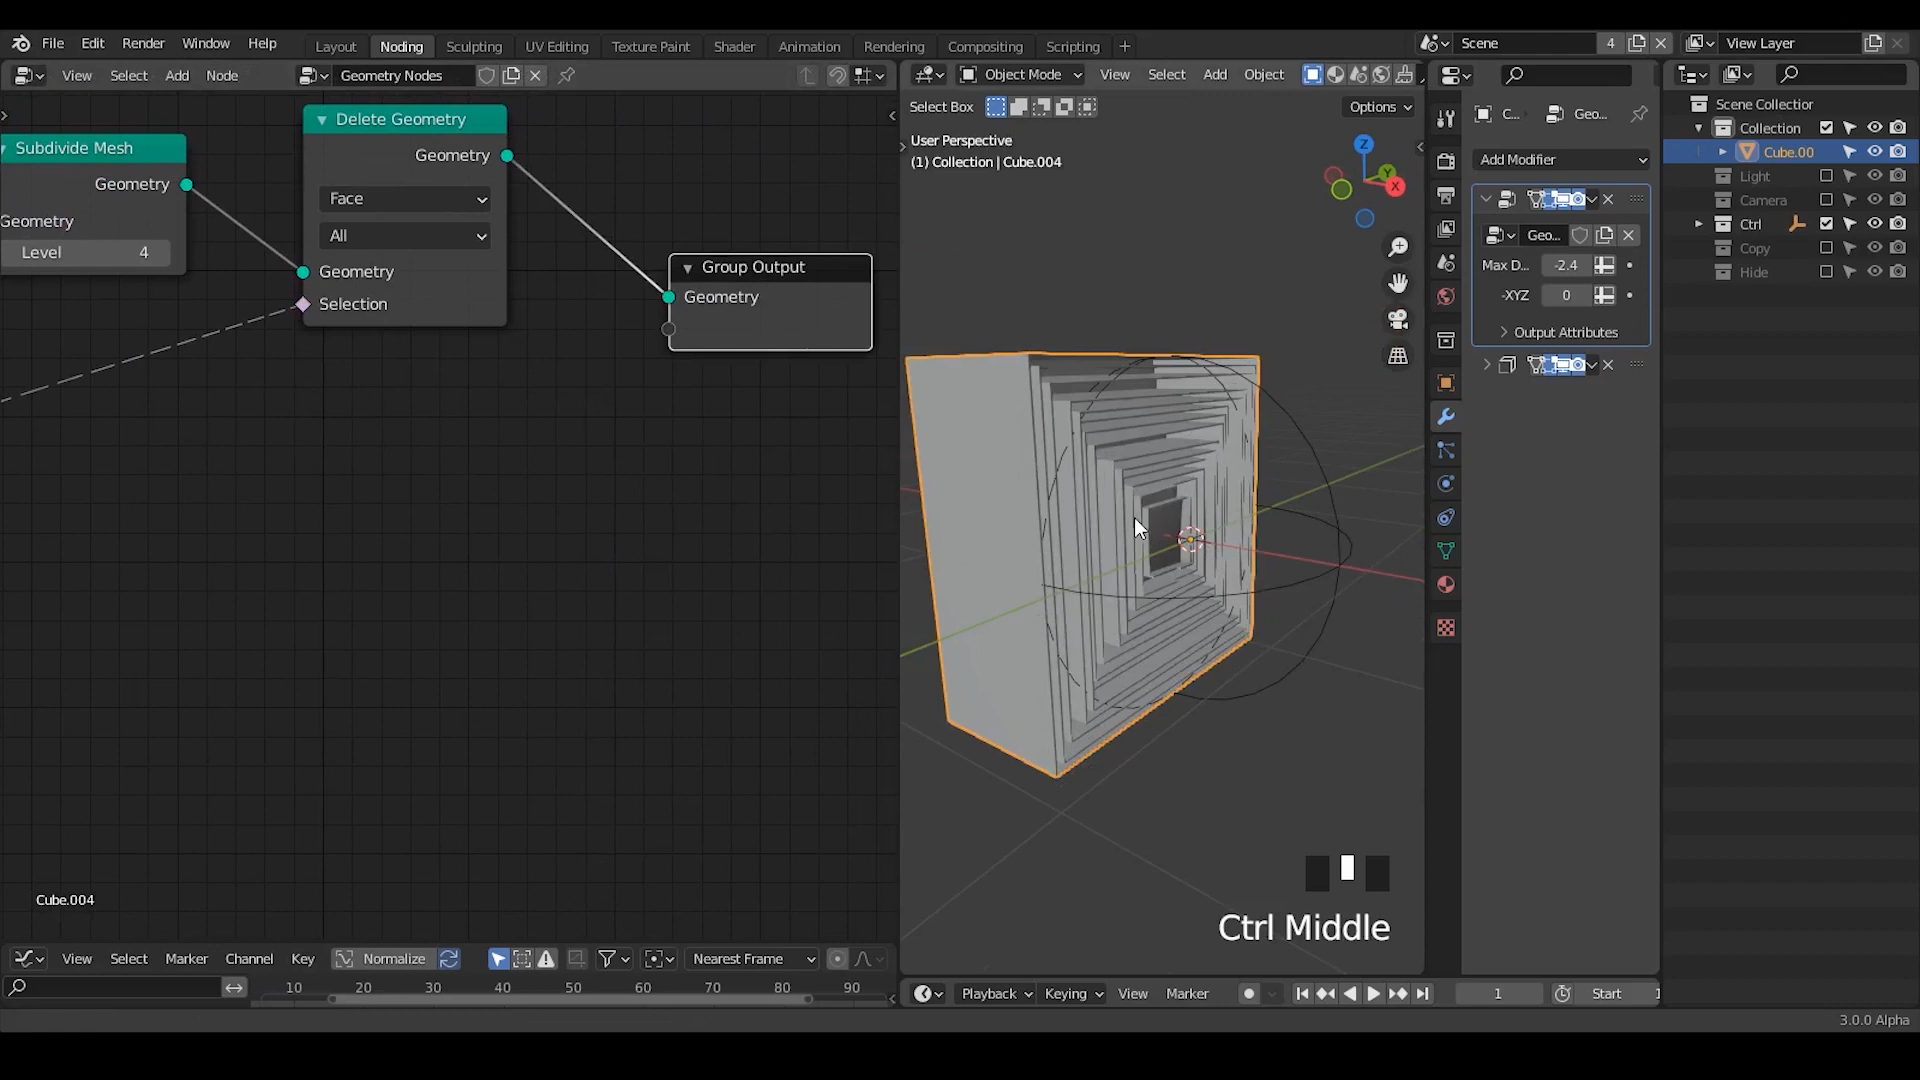 File Edit Render Window Help Layout Noding Sculpting UV Editing Texture Paint Shader Animation Rendering Compositing Scripting + Scene 4 View Layer
View Select Add Node Geometry Nodes
Object Mode View Select Add Object
Select Box Options
User Perspective
(1) Collection | Cube.004
Z
Y
X
Subdivide Mesh
Geometry
Geometry
Level 4
Delete Geometry
Geometry
Face
All
Geometry
Selection
Group Output
Geometry
Cube.004
Ctrl Middle
C... Geo...
Add Modifier
Geo...
Max D... -2.4
-XYZ 0
Output Attributes
Scene Collectior
Collection
Cube.00
Light
Camera
Ctrl
Copy
Hide
View Select Marker Channel Key Normalize Nearest Frame
10 20 30 40 50 60 70 80 90
Playback Keying View Marker 1 Start 1
3.0.0 Alpha